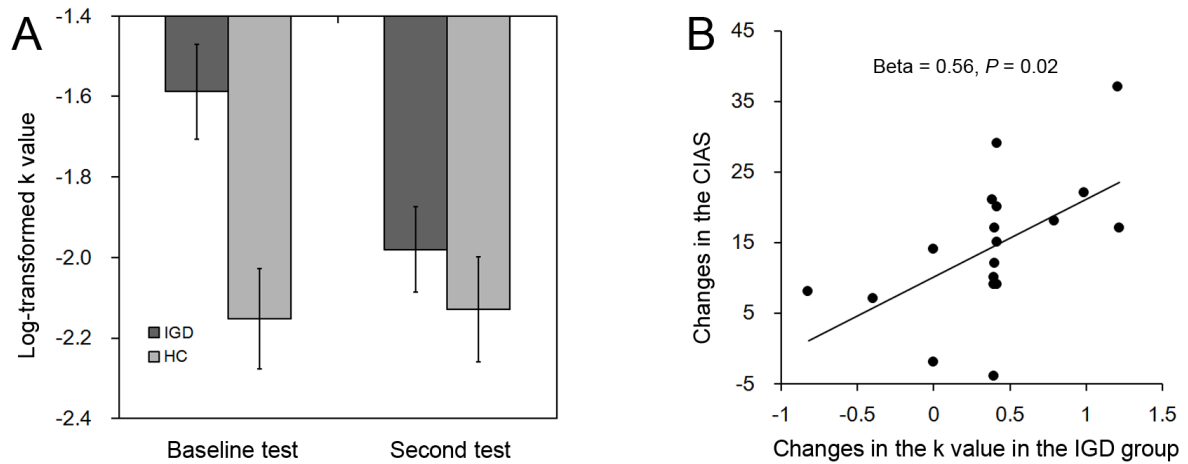 A
Log-transformed k value
-1.4
-1.6
-1.8
-2.0
-2.2
-2.4
IGD
HC
Baseline test
Second test
B
Beta = 0.56, P = 0.02
Changes in the CIAS
45
35
25
15
5
-5
-1
-0.5
0
0.5
1
1.5
Changes in the k value in the IGD group